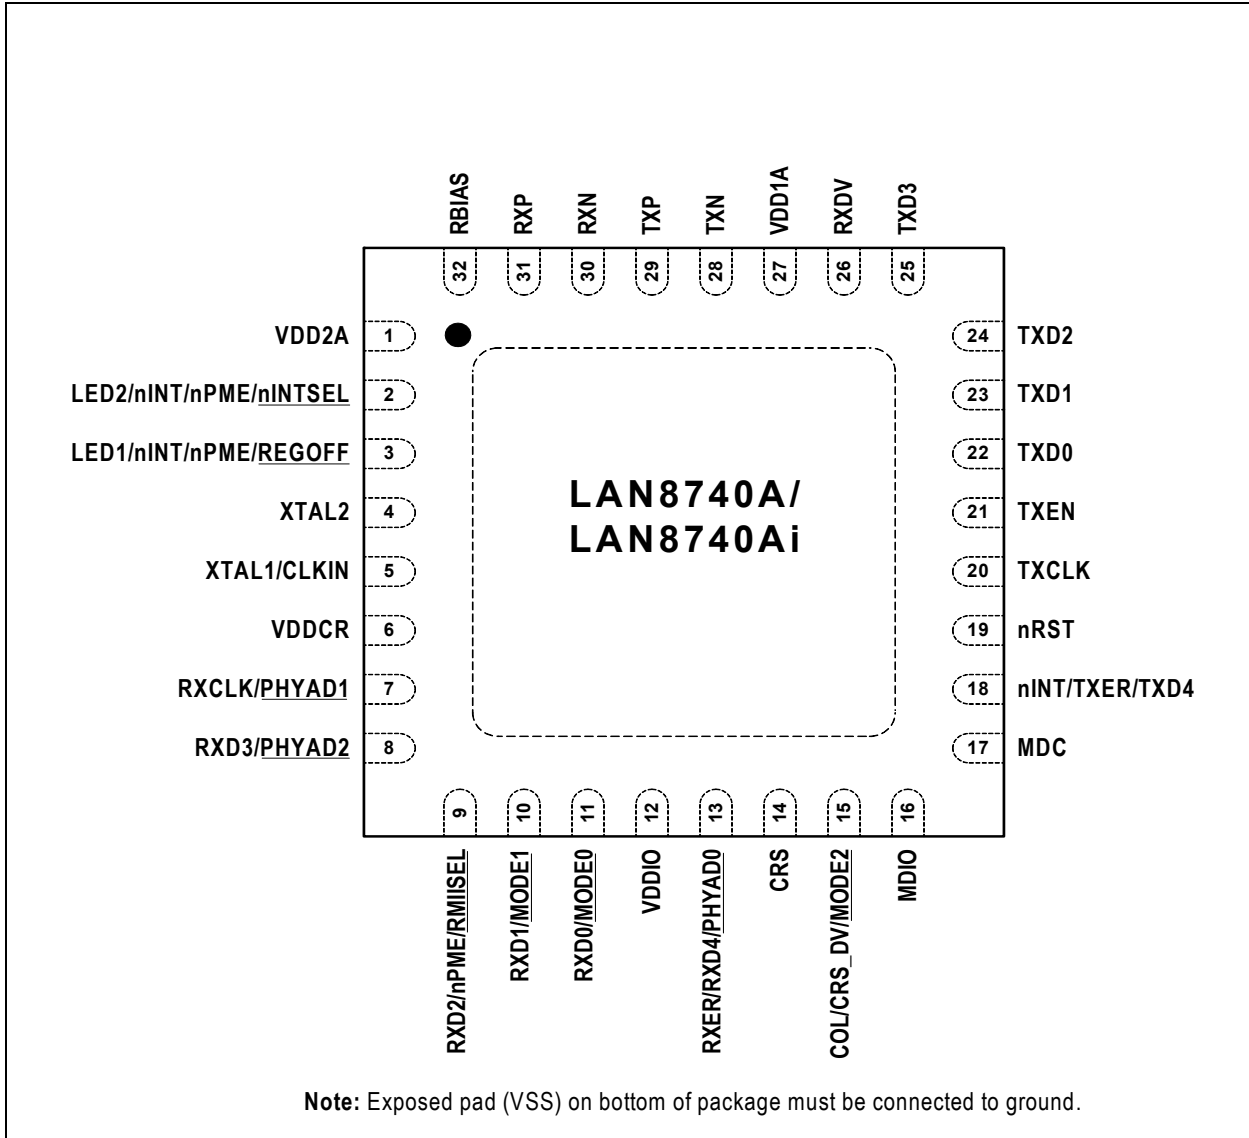 RBIAS
RXP
RXN
TXP
TXN
VDD1A
RXDV
TXD3
32
31
30
29
28
27
26
25
VDD2A 1
24 TXD2
LED2/nINT/nPME/nINTSEL 2
23 TXD1
LED1/nINT/nPME/REGOFF 3
22 TXD0
XTAL2 4
21 TXEN
XTAL1/CLKIN 5
20 TXCLK
VDDCR 6
19 nRST
RXCLK/PHYAD1 7
18 nINT/TXER/TXD4
RXD3/PHYAD2 8
17 MDC
LAN8740A/
LAN8740Ai
9
10
11
12
13
14
15
16
RXD2/nPME/RMIISEL
RXD1/MODE1
RXD0/MODE0
VDDIO
RXER/RXD4/PHYAD0
CRS
COL/CRS_DV/MODE2
MDIO
Note: Exposed pad (VSS) on bottom of package must be connected to ground.